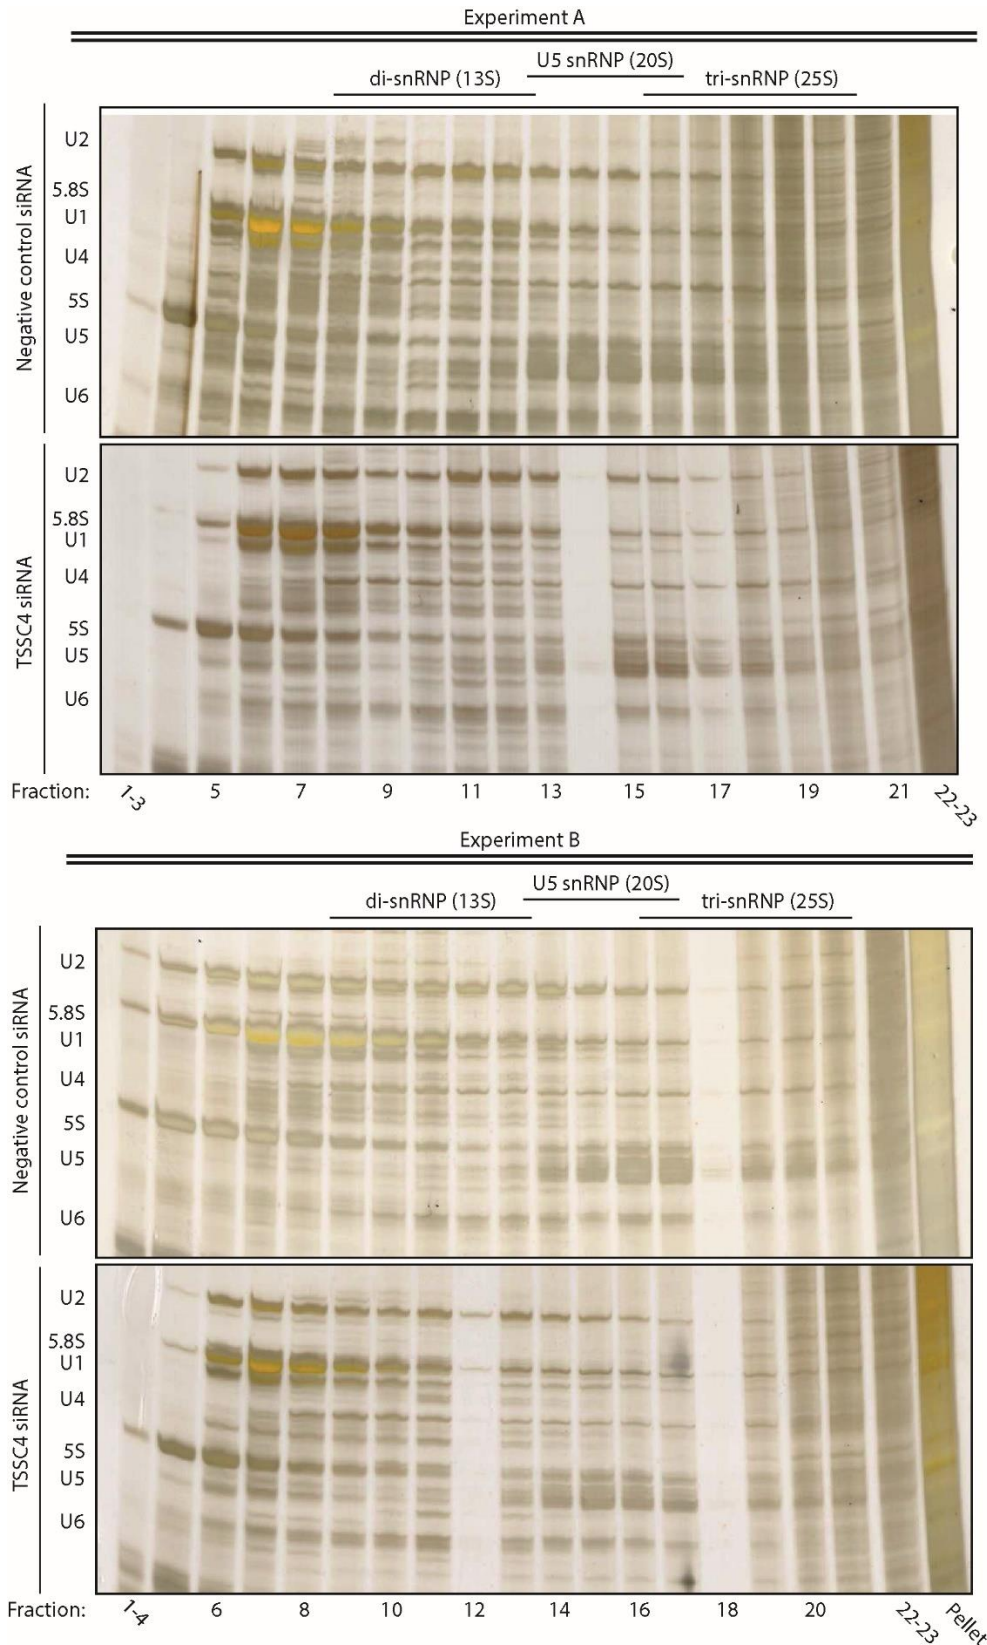 Experiment A
U5 snRNP (20S)
di-snRNP (13S) tri-snRNP (25S)
Negative control siRNA
U2
5.8S
U1
U4
5S
U5
U6
TSSC4 siRNA
U2
5.8S
U1
U4
5S
U5
U6
Fraction: 1-3 5 7 9 11 13 15 17 19 21 22-23
Experiment B
U5 snRNP (20S)
di-snRNP (13S) tri-snRNP (25S)
Negative control siRNA
U2
5.8S
U1
U4
5S
U5
U6
TSSC4 siRNA
U2
5.8S
U1
U4
5S
U5
U6
Fraction: 1-4 6 8 10 12 14 16 18 20 22-23 Pellet